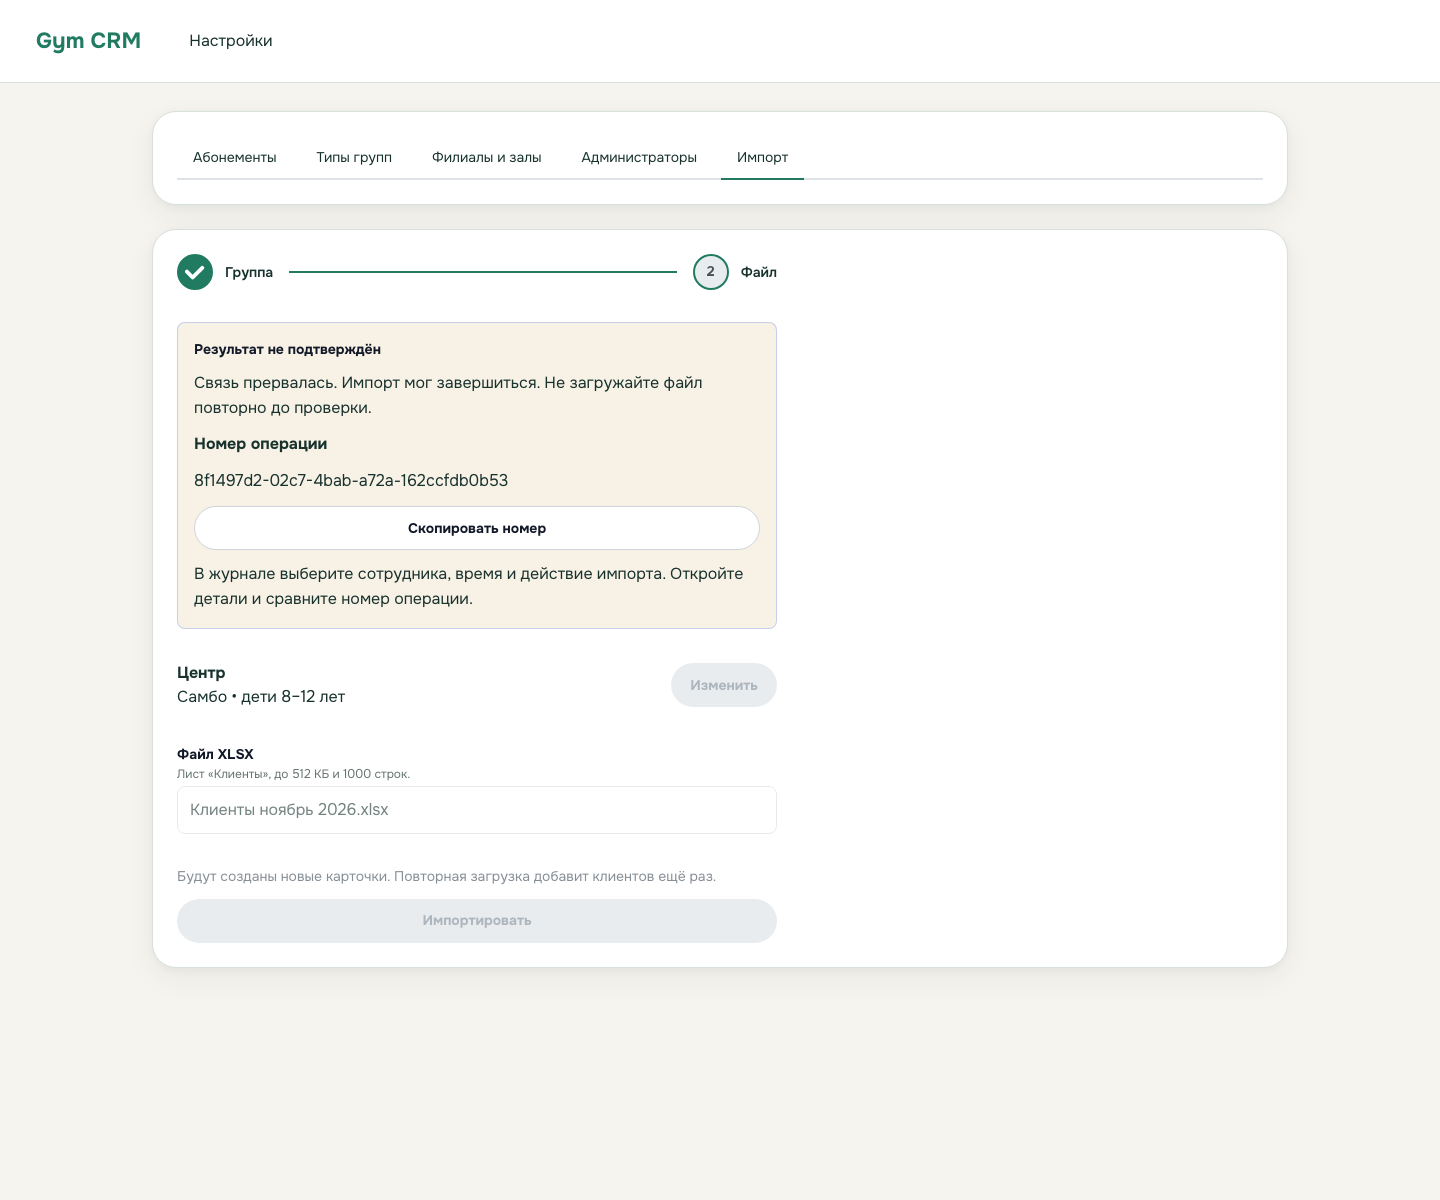 Gym CRM
Настройки
Абонементы
Типы групп
Филиалы и залы
Администраторы
Импорт
Группа
2
Файл
Результат не подтверждён
Связь прервалась. Импорт мог завершиться. Не загружайте файл
повторно до проверки.
Номер операции
8f1497d2-02c7-4bab-a72a-162ccfdb0b53
Скопировать номер
В журнале выберите сотрудника, время и действие импорта. Откройте
детали и сравните номер операции.
Центр
Самбо • дети 8–12 лет
Изменить
Файл XLSX
Лист «Клиенты», до 512 КБ и 1000 строк.
Клиенты ноябрь 2026.xlsx
Будут созданы новые карточки. Повторная загрузка добавит клиентов ещё раз.
Импортировать